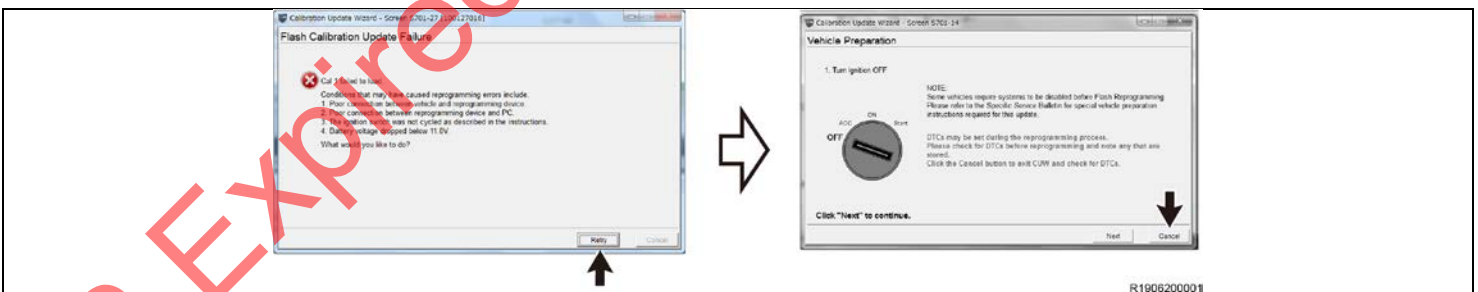 Calibration Update Wizard - Screen S701-27 [100127016]
Flash Calibration Update Failure
Cal 1 failed to load.
Conditions that may have caused reprogramming errors include.
1. Poor connection between vehicle and reprogramming device.
2. Poor connection between reprogramming device and PC.
3. The ignition switch was not cycled as described in the instructions.
4. Battery voltage dropped below 11.0V.
What would you like to do?
Retry
Cancel
Calibration Update Wizard - Screen S701-14
Vehicle Preparation
1. Turn ignition OFF
NOTE:
Some vehicles require systems to be disabled before Flash Reprogramming.
Please refer to the Specific Service Bulletin for special vehicle preparation
instructions required for this update.
ON
ACC
Start
OFF
DTCs may be set during the reprogramming process.
Please check for DTCs before reprogramming and note any that are
stored.
Click the Cancel button to exit CUW and check for DTCs.
Click "Next" to continue.
Next
Cancel
R1906200001
Expired